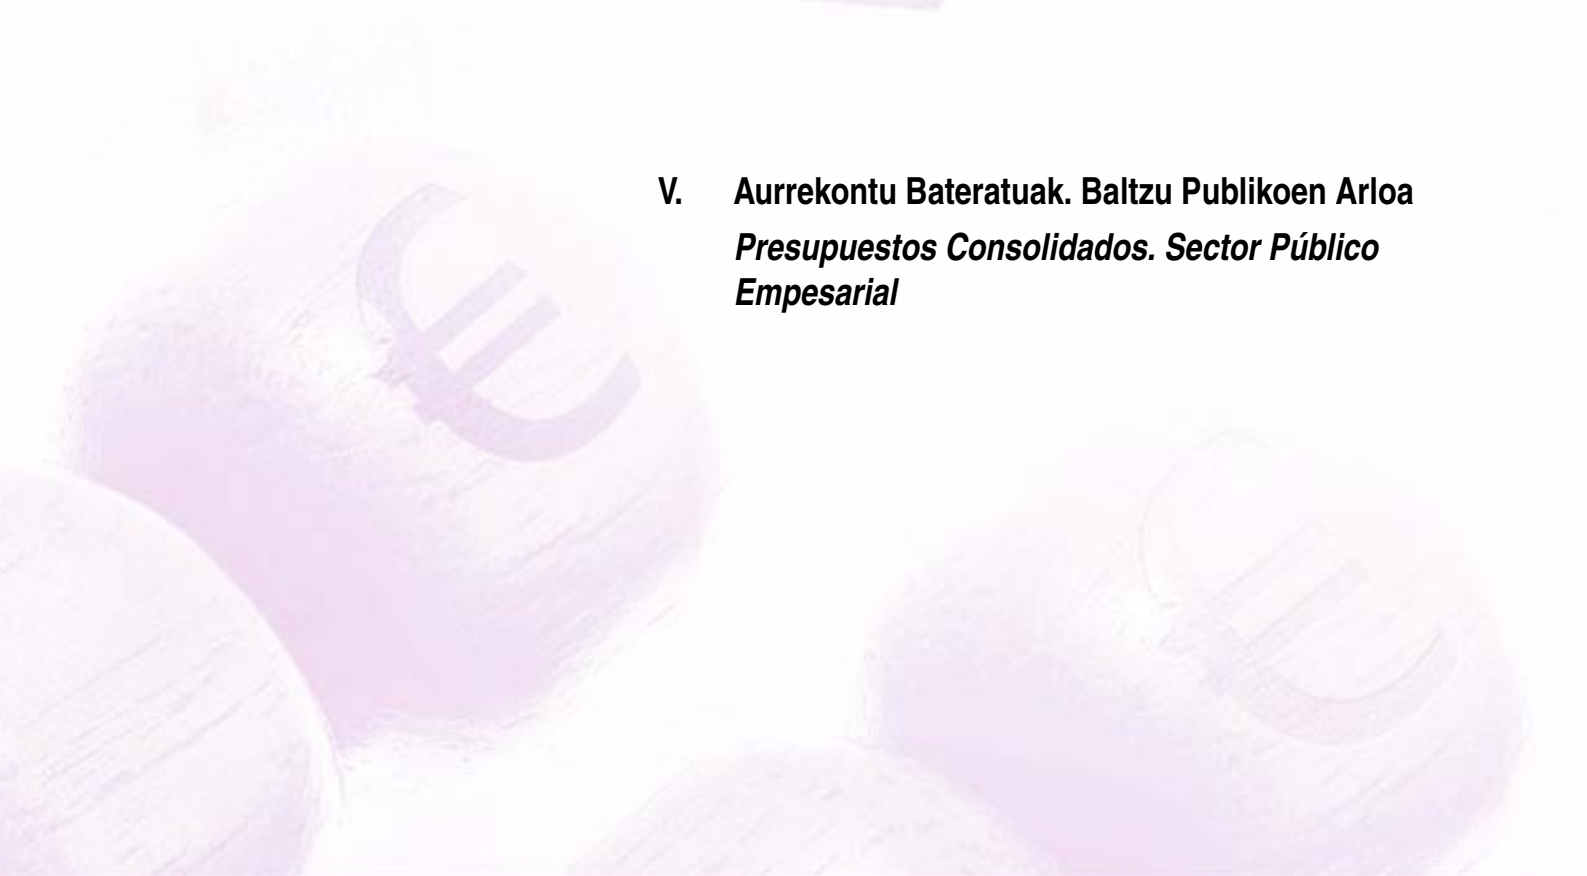 V. Aurrekontu Bateratuak. Baltzu Publikoen Arloa
Presupuestos Consolidados. Sector Público
Empesarial